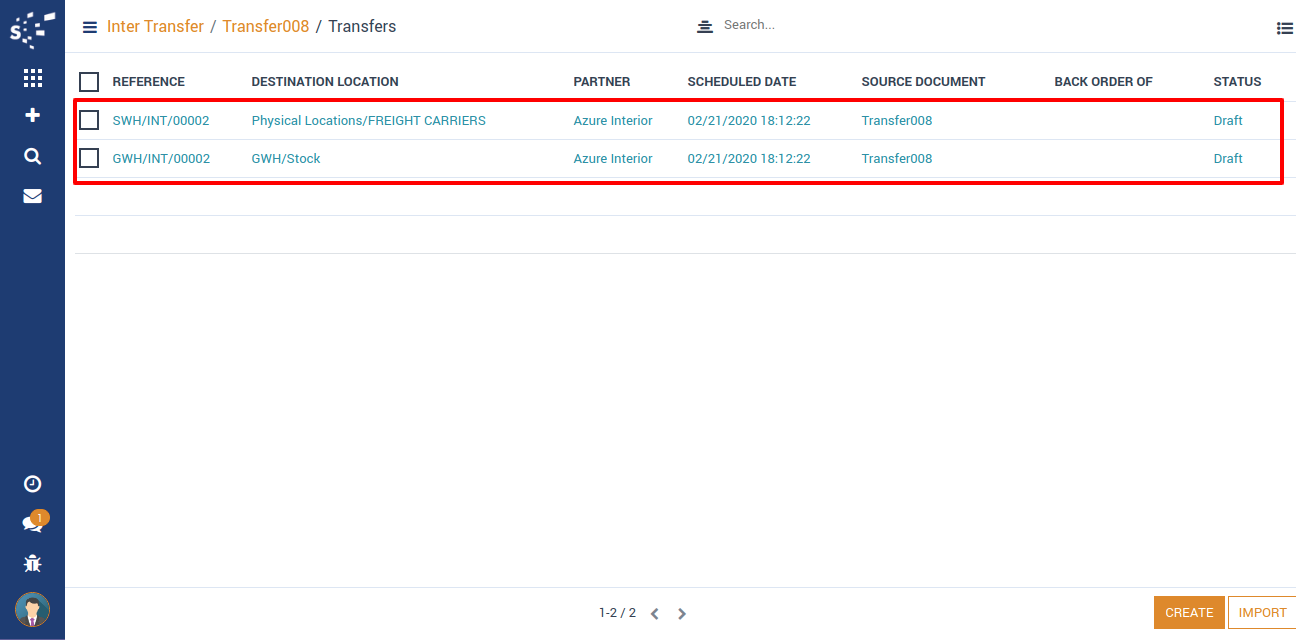 S
Inter Transfer / Transfer008 / Transfers
Search...
REFERENCE DESTINATION LOCATION PARTNER SCHEDULED DATE SOURCE DOCUMENT BACK ORDER OF STATUS
SWH/INT/00002 Physical Locations/FREIGHT CARRIERS Azure Interior 02/21/2020 18:12:22 Transfer008 Draft
GWH/INT/00002 GWH/Stock Azure Interior 02/21/2020 18:12:22 Transfer008 Draft
1
1-2 / 2
CREATE
IMPORT